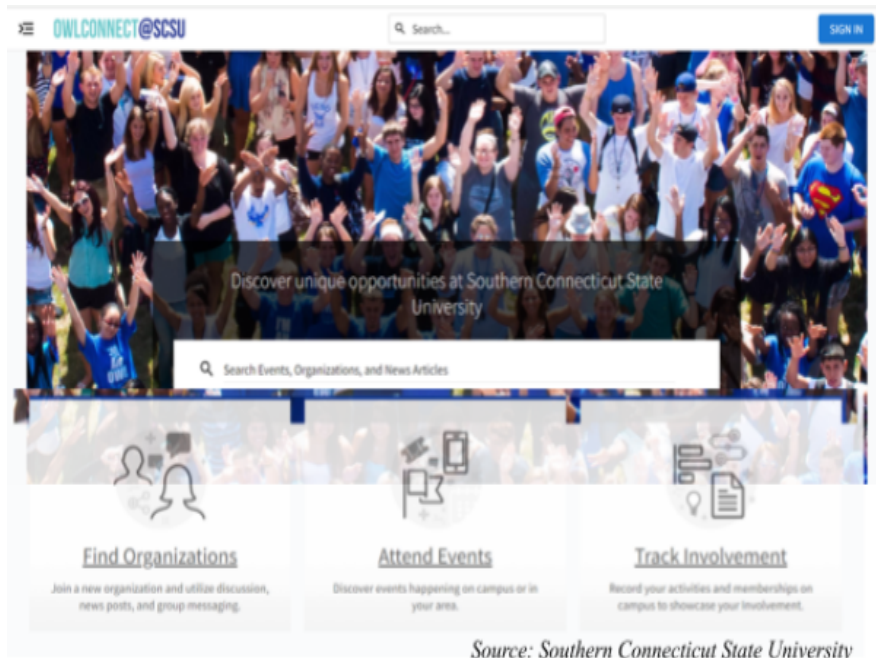 OWLCONNECT@SCSU
Search...
SIGN IN
Discover unique opportunities at Southern Connecticut State
University
Search Events, Organizations, and News Articles
Find Organizations
Join a new organization and utilize discussion,
news posts, and group messaging.
Attend Events
Discover events happening on campus or in
your area.
Track Involvement
Record your activities and memberships on
campus to showcase your Involvement.
Source: Southern Connecticut State University